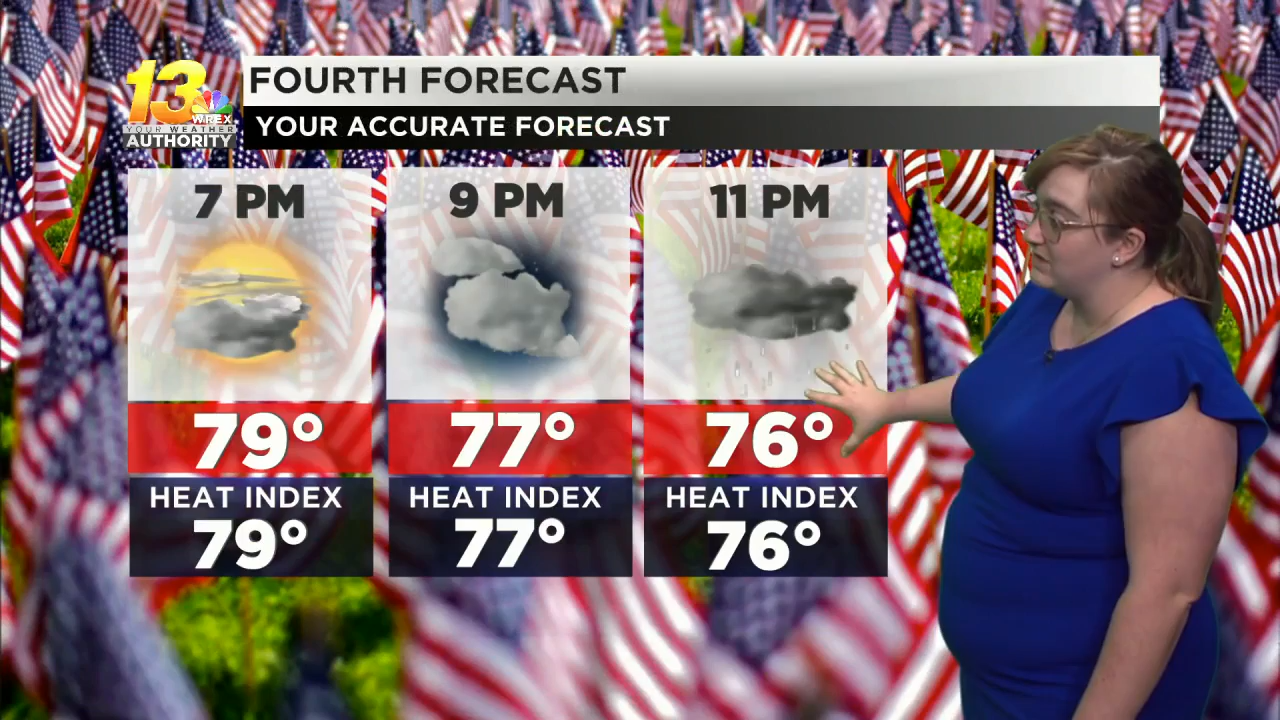 13
WREX
YOUR WEATHER
AUTHORITY
FOURTH FORECAST
YOUR ACCURATE FORECAST
7 PM
79°
HEAT INDEX
79°
9 PM
77°
HEAT INDEX
77°
11 PM
76°
HEAT INDEX
76°